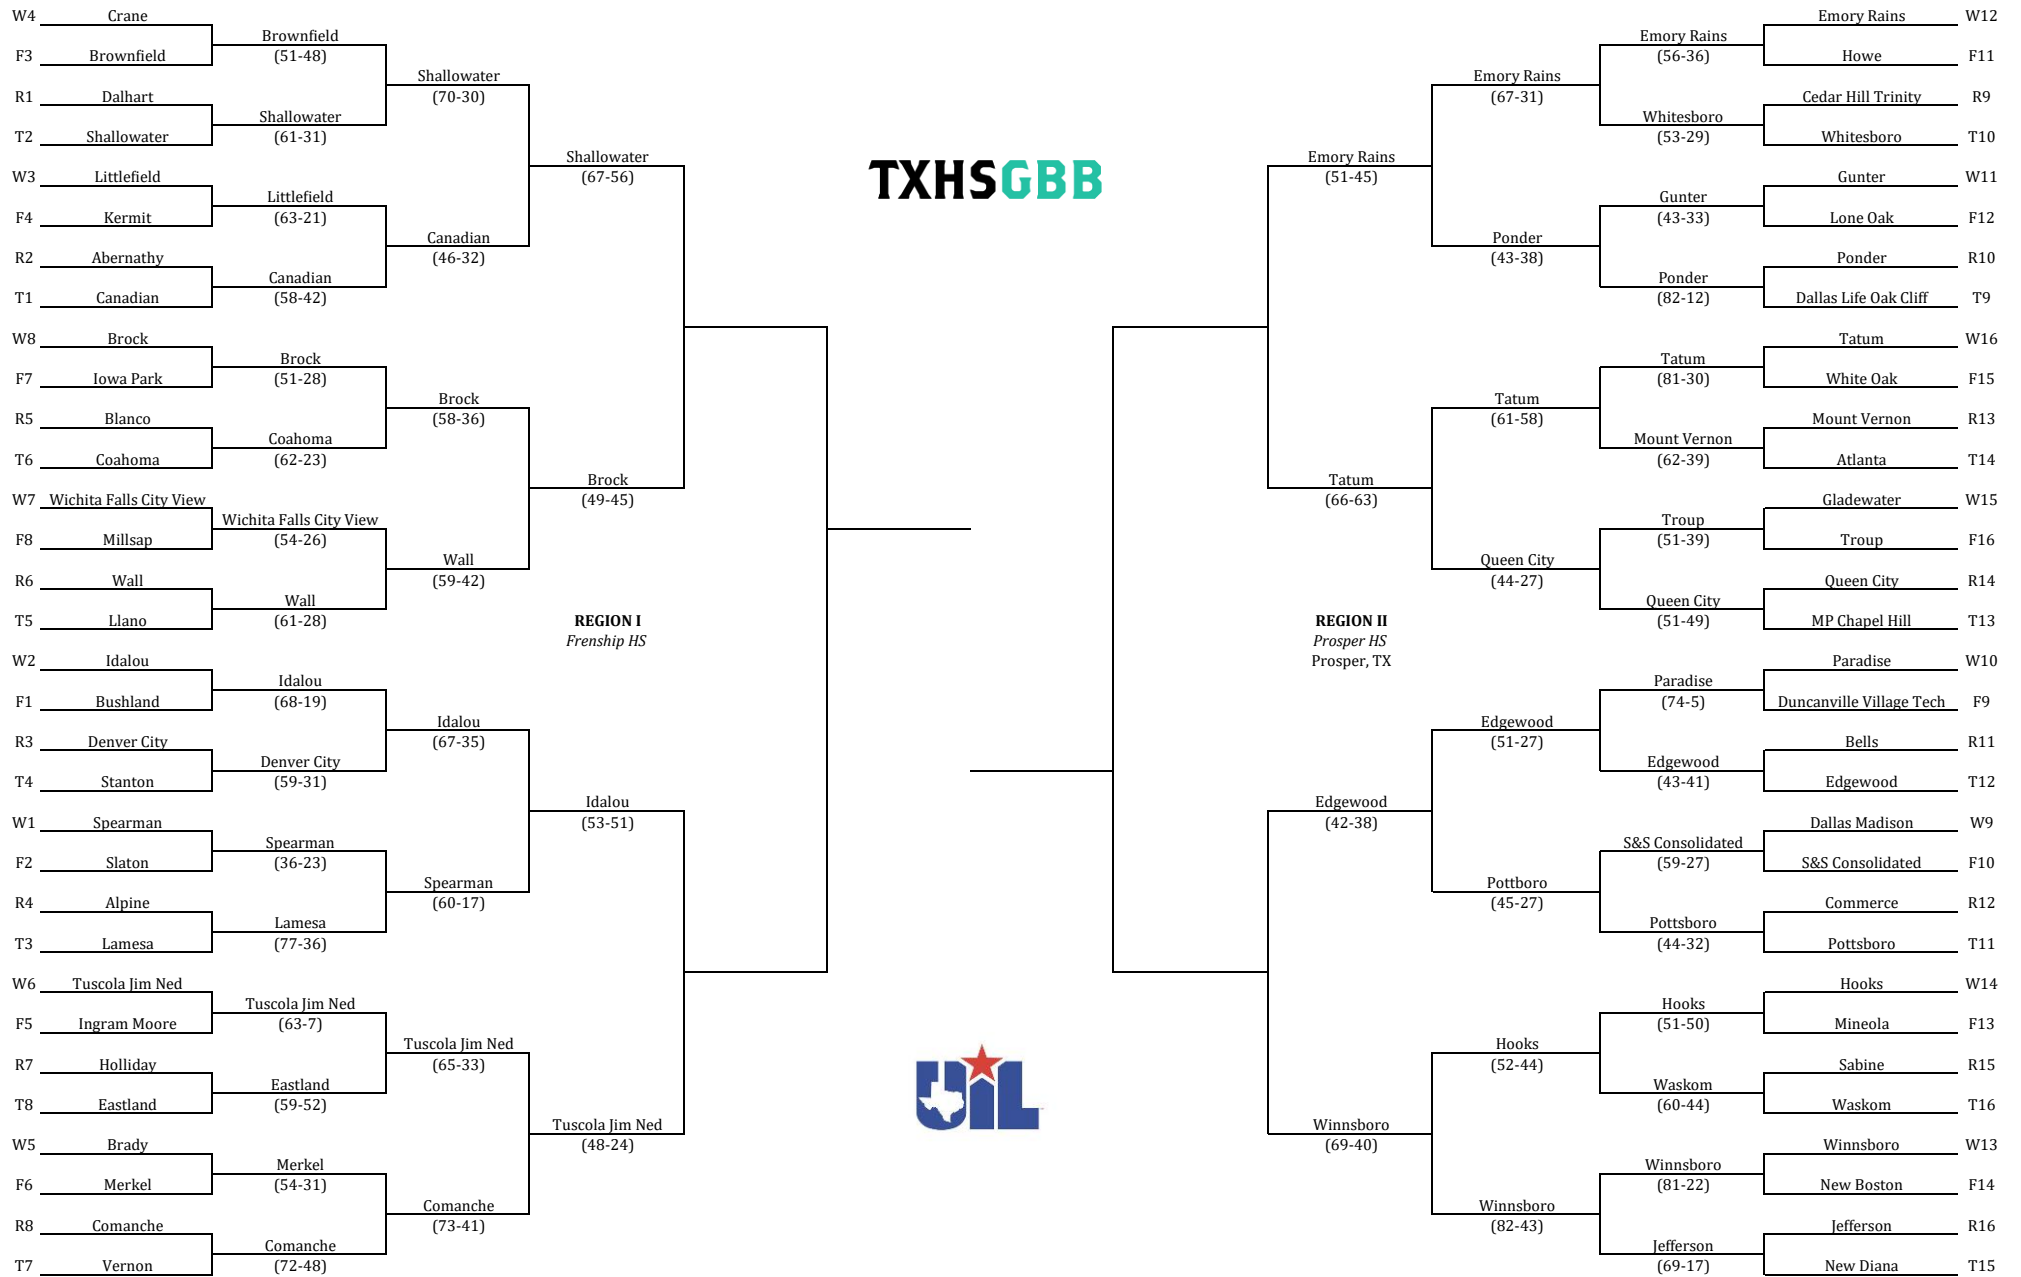 W4 Crane
Brownfield
(51-48)
F3 Brownfield
Shallowater
(70-30)
R1 Dalhart
Shallowater
(61-31)
T2 Shallowater
Shallowater
(67-56)
W3 Littlefield
Littlefield
(63-21)
F4 Kermit
Canadian
(46-32)
R2 Abernathy
Canadian
(58-42)
T1 Canadian
W8 Brock
Brock
(51-28)
F7 Iowa Park
Brock
(58-36)
R5 Blanco
Coahoma
(62-23)
T6 Coahoma
Brock
(49-45)
W7 Wichita Falls City View
Wichita Falls City View
(54-26)
F8 Millsap
Wall
(59-42)
R6 Wall
Wall
(61-28)
T5 Llano
REGION I
Frenship HS
W2 Idalou
Idalou
(68-19)
F1 Bushland
Idalou
(67-35)
R3 Denver City
Denver City
(59-31)
T4 Stanton
Idalou
(53-51)
W1 Spearman
Spearman
(36-23)
F2 Slaton
Spearman
(60-17)
R4 Alpine
Lamesa
(77-36)
T3 Lamesa
W6 Tuscola Jim Ned
Tuscola Jim Ned
(63-7)
F5 Ingram Moore
Tuscola Jim Ned
(65-33)
R7 Holliday
Eastland
(59-52)
T8 Eastland
Tuscola Jim Ned
(48-24)
W5 Brady
Merkel
(54-31)
F6 Merkel
Comanche
(73-41)
R8 Comanche
Comanche
(72-48)
T7 Vernon
TXHSGBB
UIL
Emory Rains W12
Emory Rains
(56-36)
Howe F11
Emory Rains
(67-31)
Cedar Hill Trinity R9
Whitesboro
(53-29)
Whitesboro T10
Emory Rains
(51-45)
Gunter W11
Gunter
(43-33)
Lone Oak F12
Ponder
(43-38)
Ponder R10
Ponder
(82-12)
Dallas Life Oak Cliff T9
Tatum W16
Tatum
(81-30)
White Oak F15
Tatum
(61-58)
Mount Vernon R13
Mount Vernon
(62-39)
Atlanta T14
Tatum
(66-63)
Gladewater W15
Troup
(51-39)
Troup F16
Queen City
(44-27)
Queen City R14
Queen City
(51-49)
MP Chapel Hill T13
REGION II
Prosper HS
Prosper, TX
Paradise W10
Paradise
(74-5)
Duncanville Village Tech F9
Edgewood
(51-27)
Bells R11
Edgewood
(43-41)
Edgewood T12
Edgewood
(42-38)
Dallas Madison W9
S&S Consolidated
(59-27)
S&S Consolidated F10
Pottboro
(45-27)
Commerce R12
Pottsboro
(44-32)
Pottsboro T11
Hooks W14
Hooks
(51-50)
Mineola F13
Hooks
(52-44)
Sabine R15
Waskom
(60-44)
Waskom T16
Winnsboro
(69-40)
Winnsboro W13
Winnsboro
(81-22)
New Boston F14
Winnsboro
(82-43)
Jefferson R16
Jefferson
(69-17)
New Diana T15